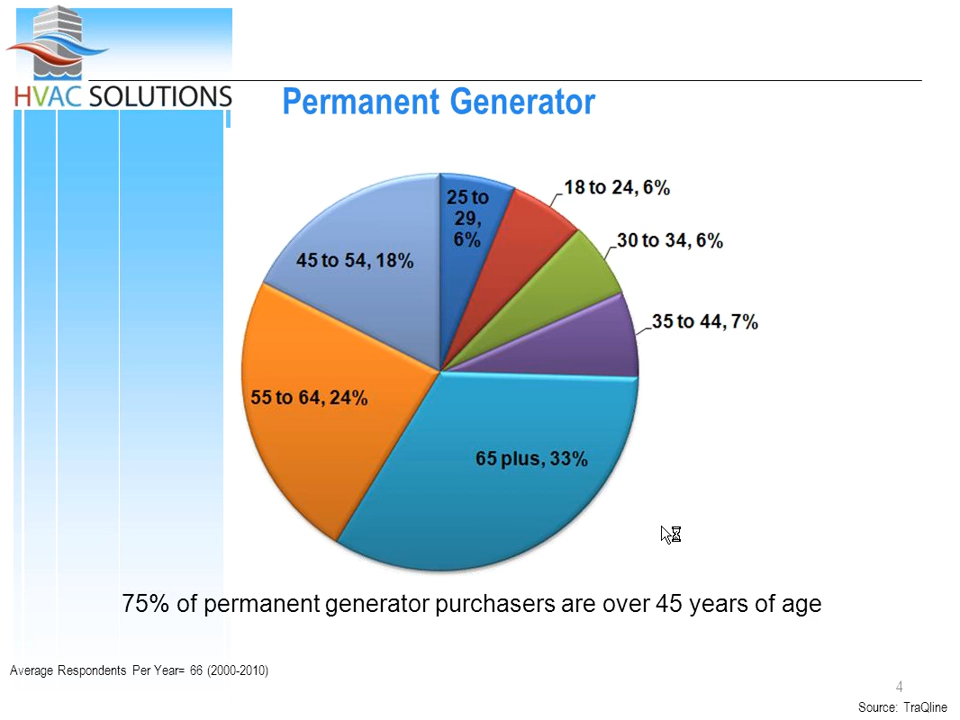 HVAC SOLUTIONS
Permanent Generator
25 to
29,
6%
18 to 24, 6%
30 to 34, 6%
35 to 44, 7%
45 to 54, 18%
55 to 64, 24%
65 plus, 33%
75% of permanent generator purchasers are over 45 years of age
Average Respondents Per Year= 66 (2000-2010)
4
Source: TraQline